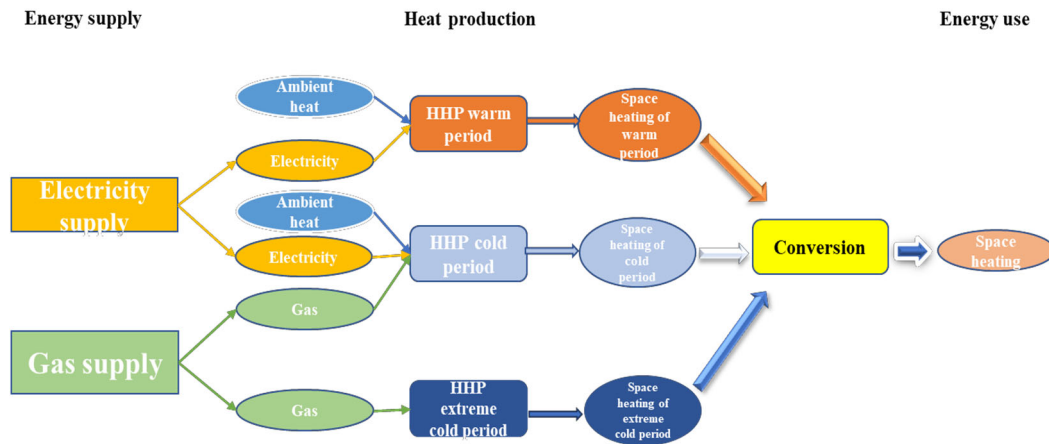 Energy supply
Heat production
Energy use
Ambient
heat
HHP warm
period
Space
heating of
warm
period
Electricity
Electricity
supply
Ambient
heat
HHP cold
period
Space
heating of
cold
period
Conversion
Space
heating
Electricity
Gas
Gas supply
Gas
HHP
extreme
cold period
Space
heating of
extreme
cold period